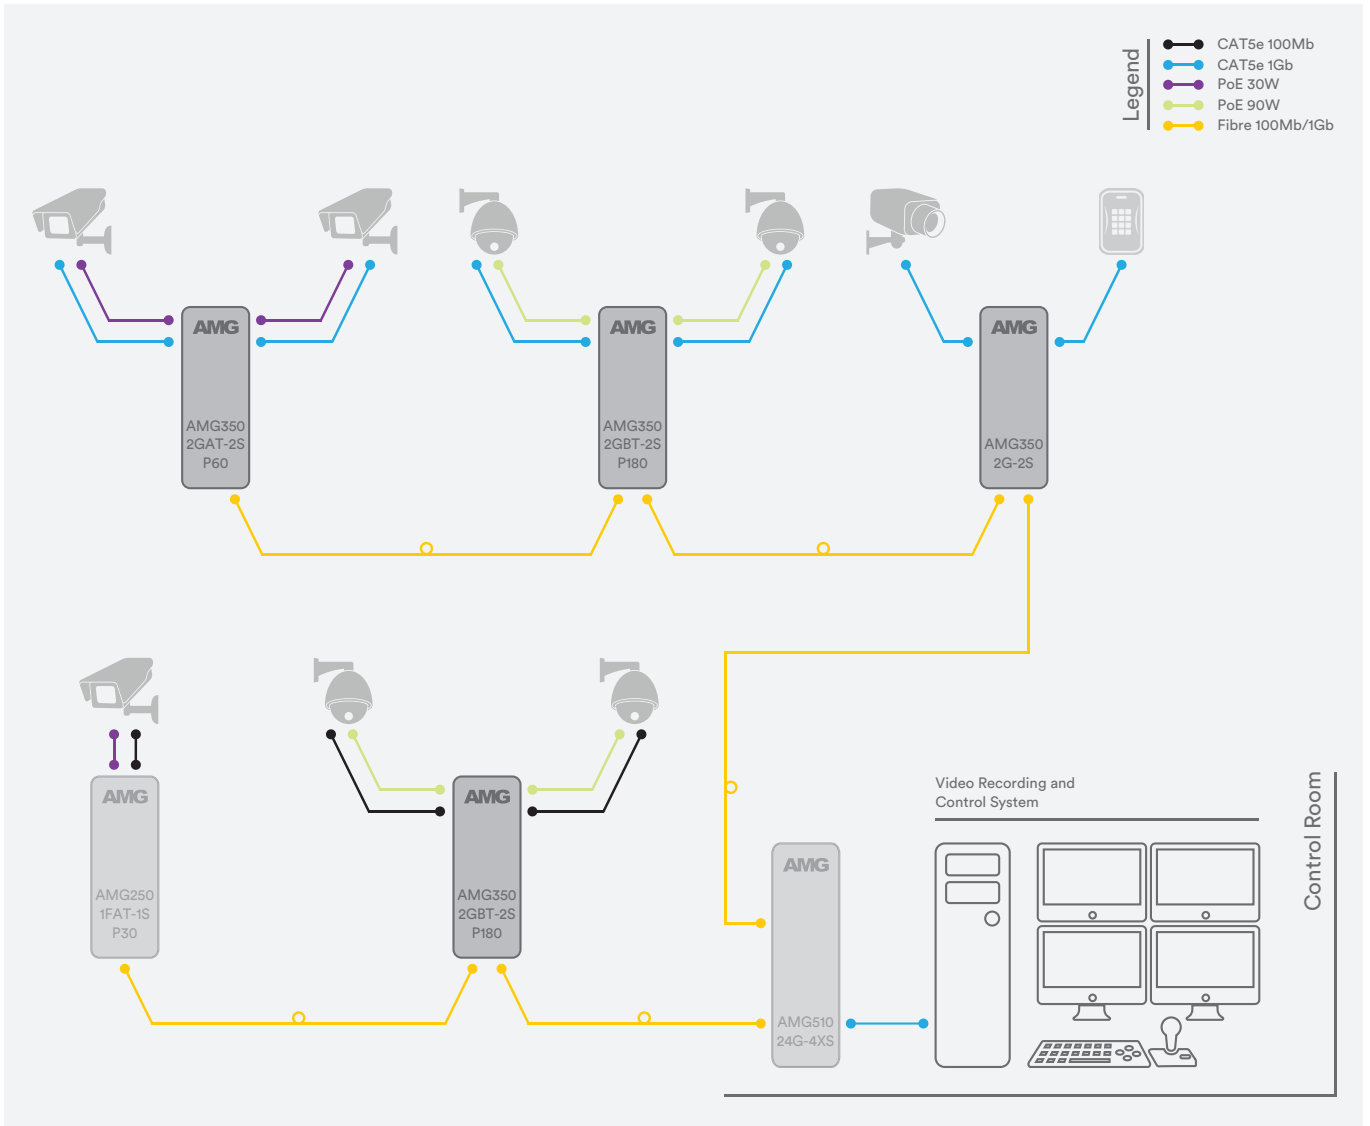 Legend
CAT5e 100Mb
CAT5e 1Gb
PoE 30W
PoE 90W
Fibre 100Mb/1Gb
AMG
AMG350
2GAT-2S
P60
AMG
AMG350
2GBT-2S
P180
AMG
AMG350
2G-2S
AMG
AMG250
1FAT-1S
P30
AMG
AMG350
2GBT-2S
P180
AMG
AMG510
24G-4XS
Video Recording and
Control System
Control Room